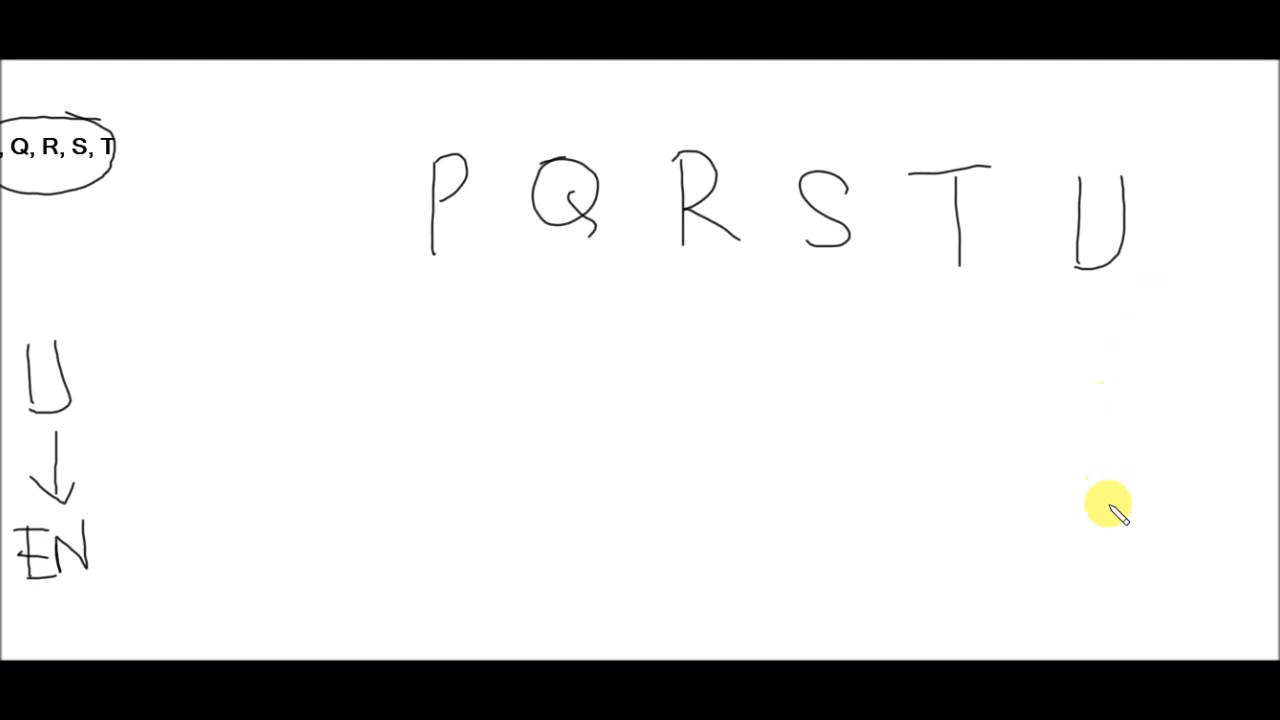 , Q, R, S, T
P Q R S T U
U
EN